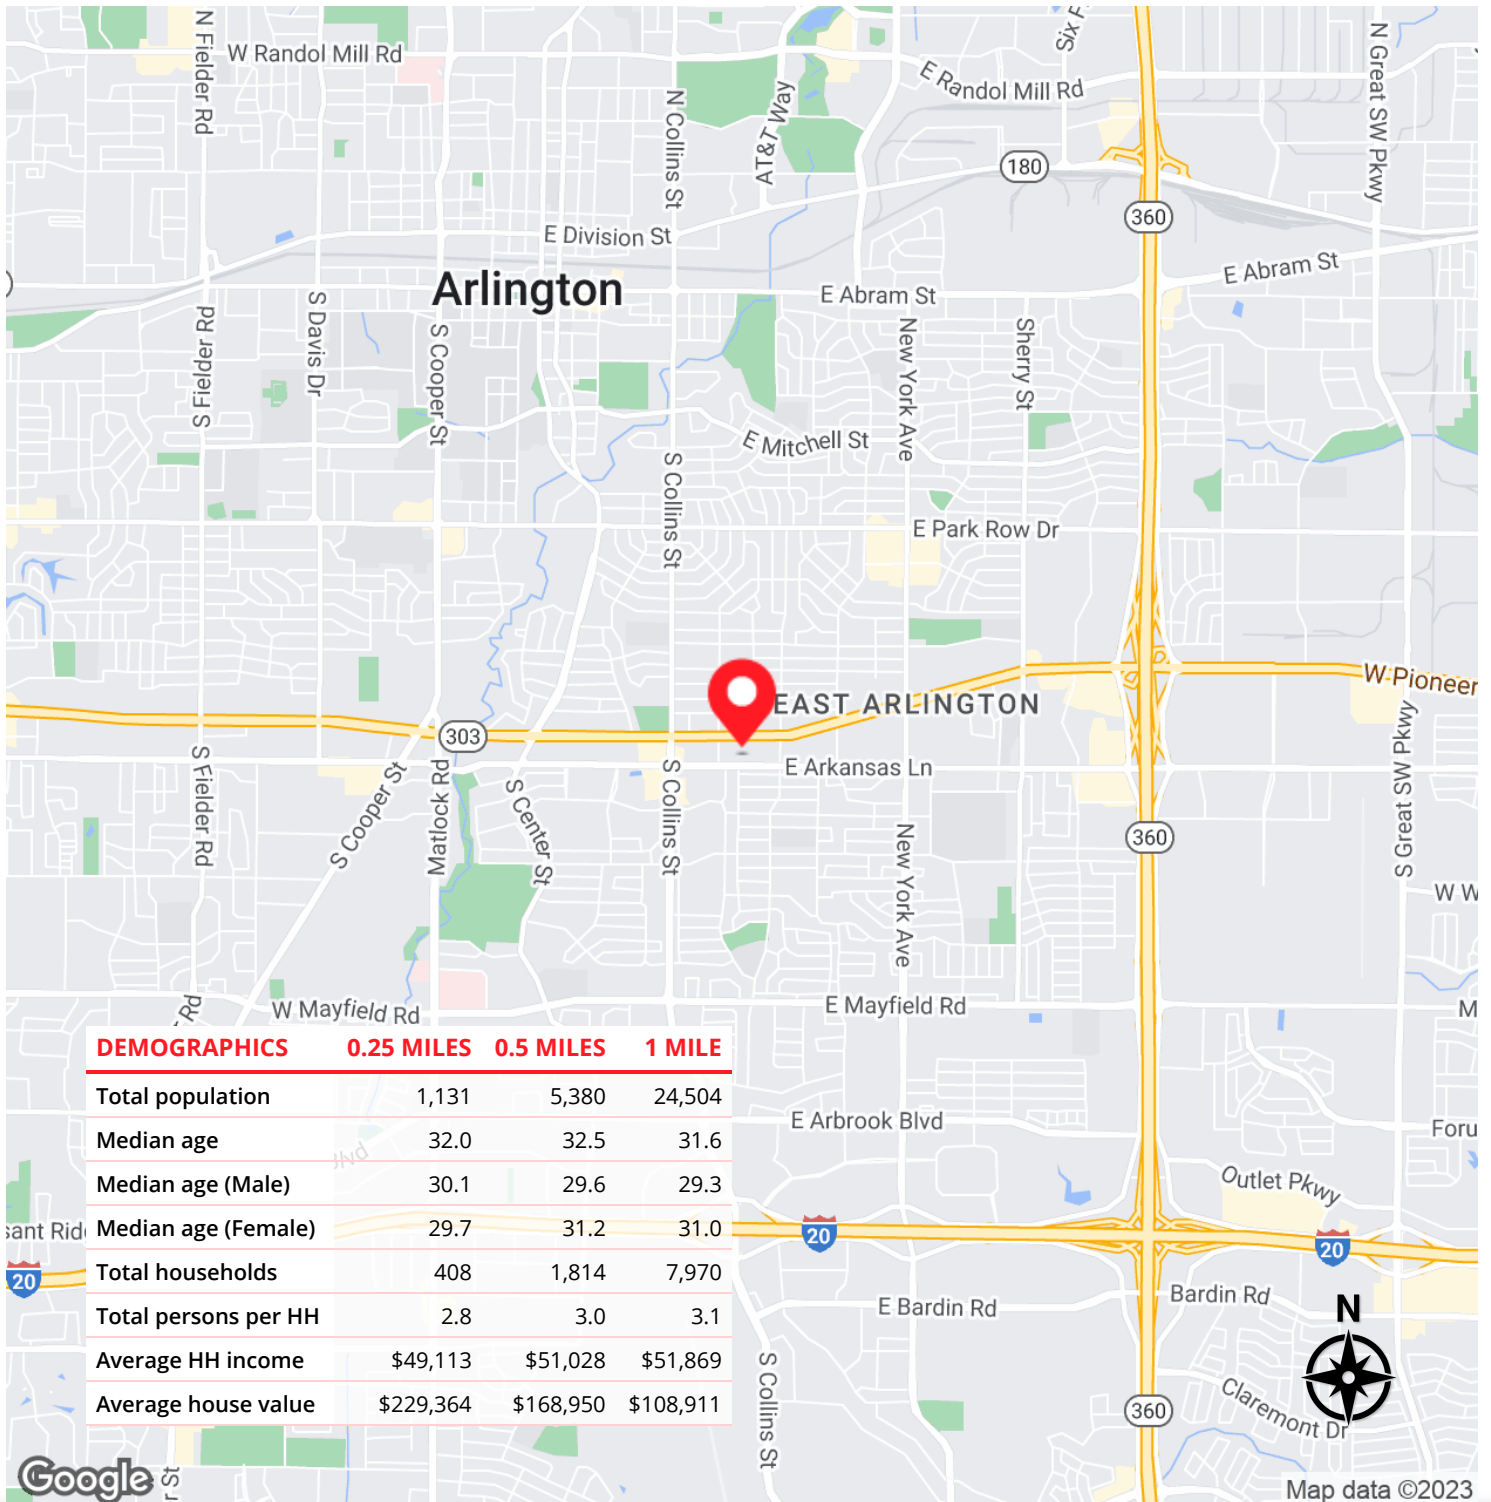 N Fielder Rd
W Randol Mill Rd
N Collins St
AT&T Way
E Randol Mill Rd
Six F
N Great SW Pkwy
180
360
E Division St
E Abram St
Arlington
E Abram St
S Fielder Rd
S Davis Dr
S Cooper St
New York Ave
Sherry St
E Mitchell St
S Collins St
E Park Row Dr
W Pioneer
EAST ARLINGTON
303
E Arkansas Ln
S Fielder Rd
S Cooper St
Matlock Rd
S Center St
S Collins St
New York Ave
360
S Great SW Pkwy
W W
Rd
W Mayfield Rd
E Mayfield Rd
M
DEMOGRAPHICS 0.25 MILES 0.5 MILES 1 MILE
Total population 1,131 5,380 24,504
Median age 32.0 32.5 31.6
Median age (Male) 30.1 29.6 29.3
Median age (Female) 29.7 31.2 31.0
Total households 408 1,814 7,970
Total persons per HH 2.8 3.0 3.1
Average HH income $49,113 $51,028 $51,869
Average house value $229,364 $168,950 $108,911
lvd
E Arbrook Blvd
Foru
Outlet Pkwy
sant Rid
20
20
20
E Bardin Rd
Bardin Rd
N
S Collins St
360
Claremont Dr
Google
r St
Map data ©2023